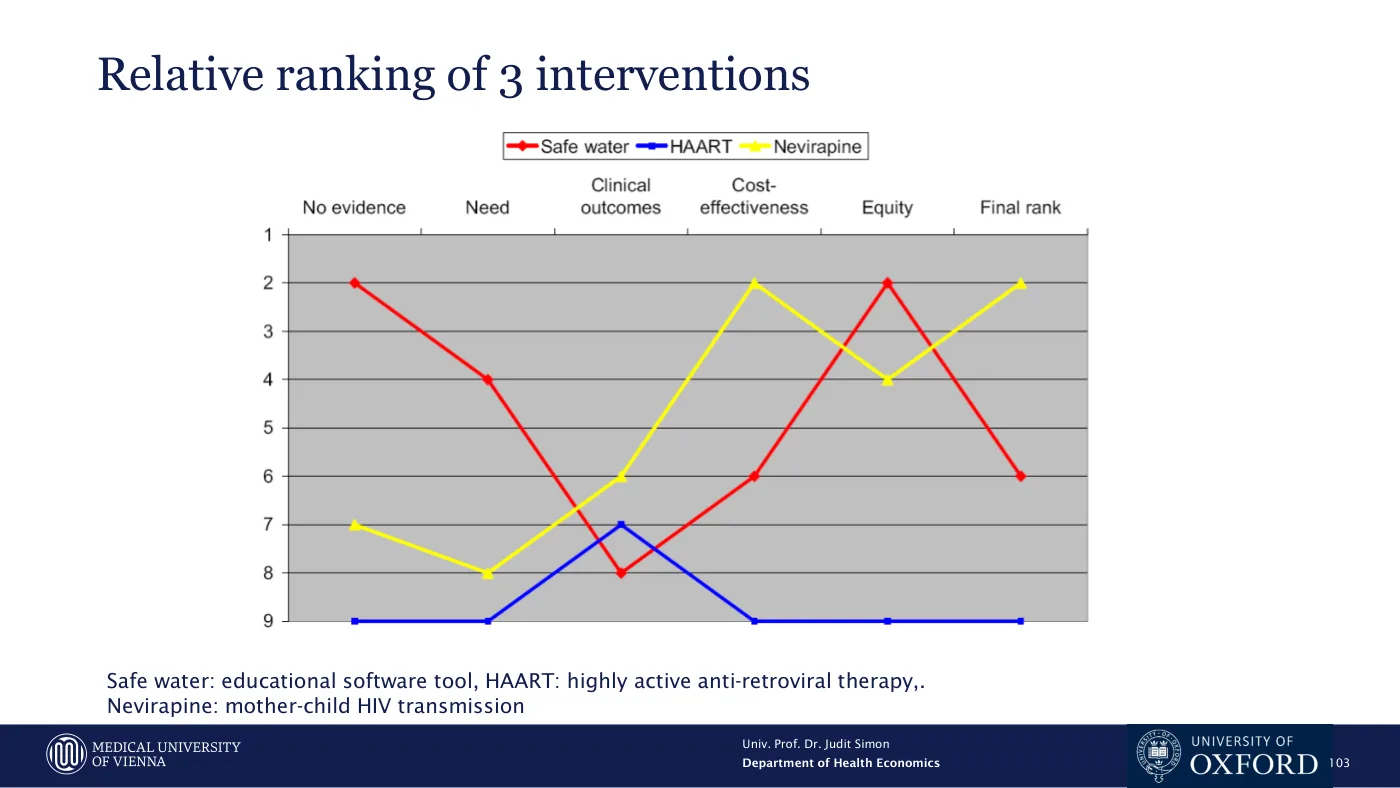 Relative ranking of 3 interventions
Safe water HAART Nevirapine
No evidence Need Clinical outcomes Cost-effectiveness Equity Final rank
1
2
3
4
5
6
7
8
9
Safe water: educational software tool, HAART: highly active anti-retroviral therapy,.
Nevirapine: mother-child HIV transmission
MEDICAL UNIVERSITY
OF VIENNA
Univ. Prof. Dr. Judit Simon
Department of Health Economics
UNIVERSITY OF
OXFORD
103